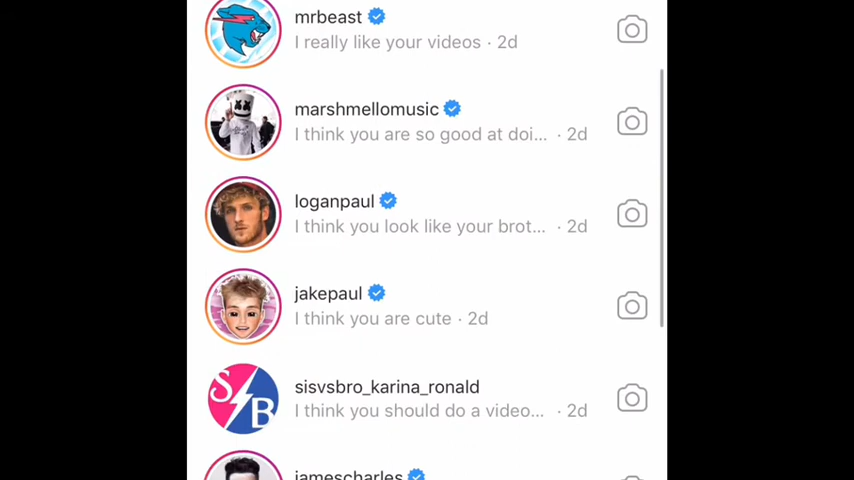 mrbeast
I really like your videos · 2d
marshmellomusic
I think you are so good at doi... · 2d
loganpaul
I think you look like your brot... · 2d
jakepaul
I think you are cute · 2d
S B
sisvsbro_karina_ronald
I think you should do a video... · 2d
jamescharles